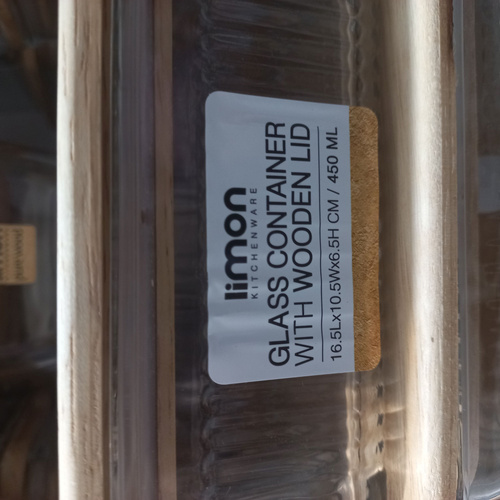 limon
KITCHENWARE
GLASS CONTAINER
WITH WOODEN LID
16.5Lx10.5Wx6.5H CM / 450 ML